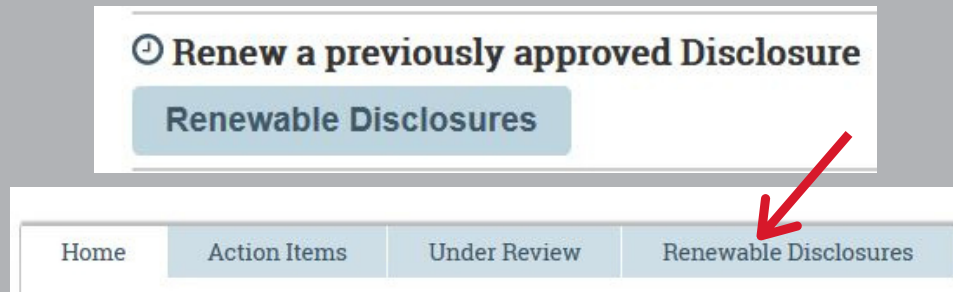 Renew a previously approved Disclosure
Renewable Disclosures
Home Action Items Under Review Renewable Disclosures